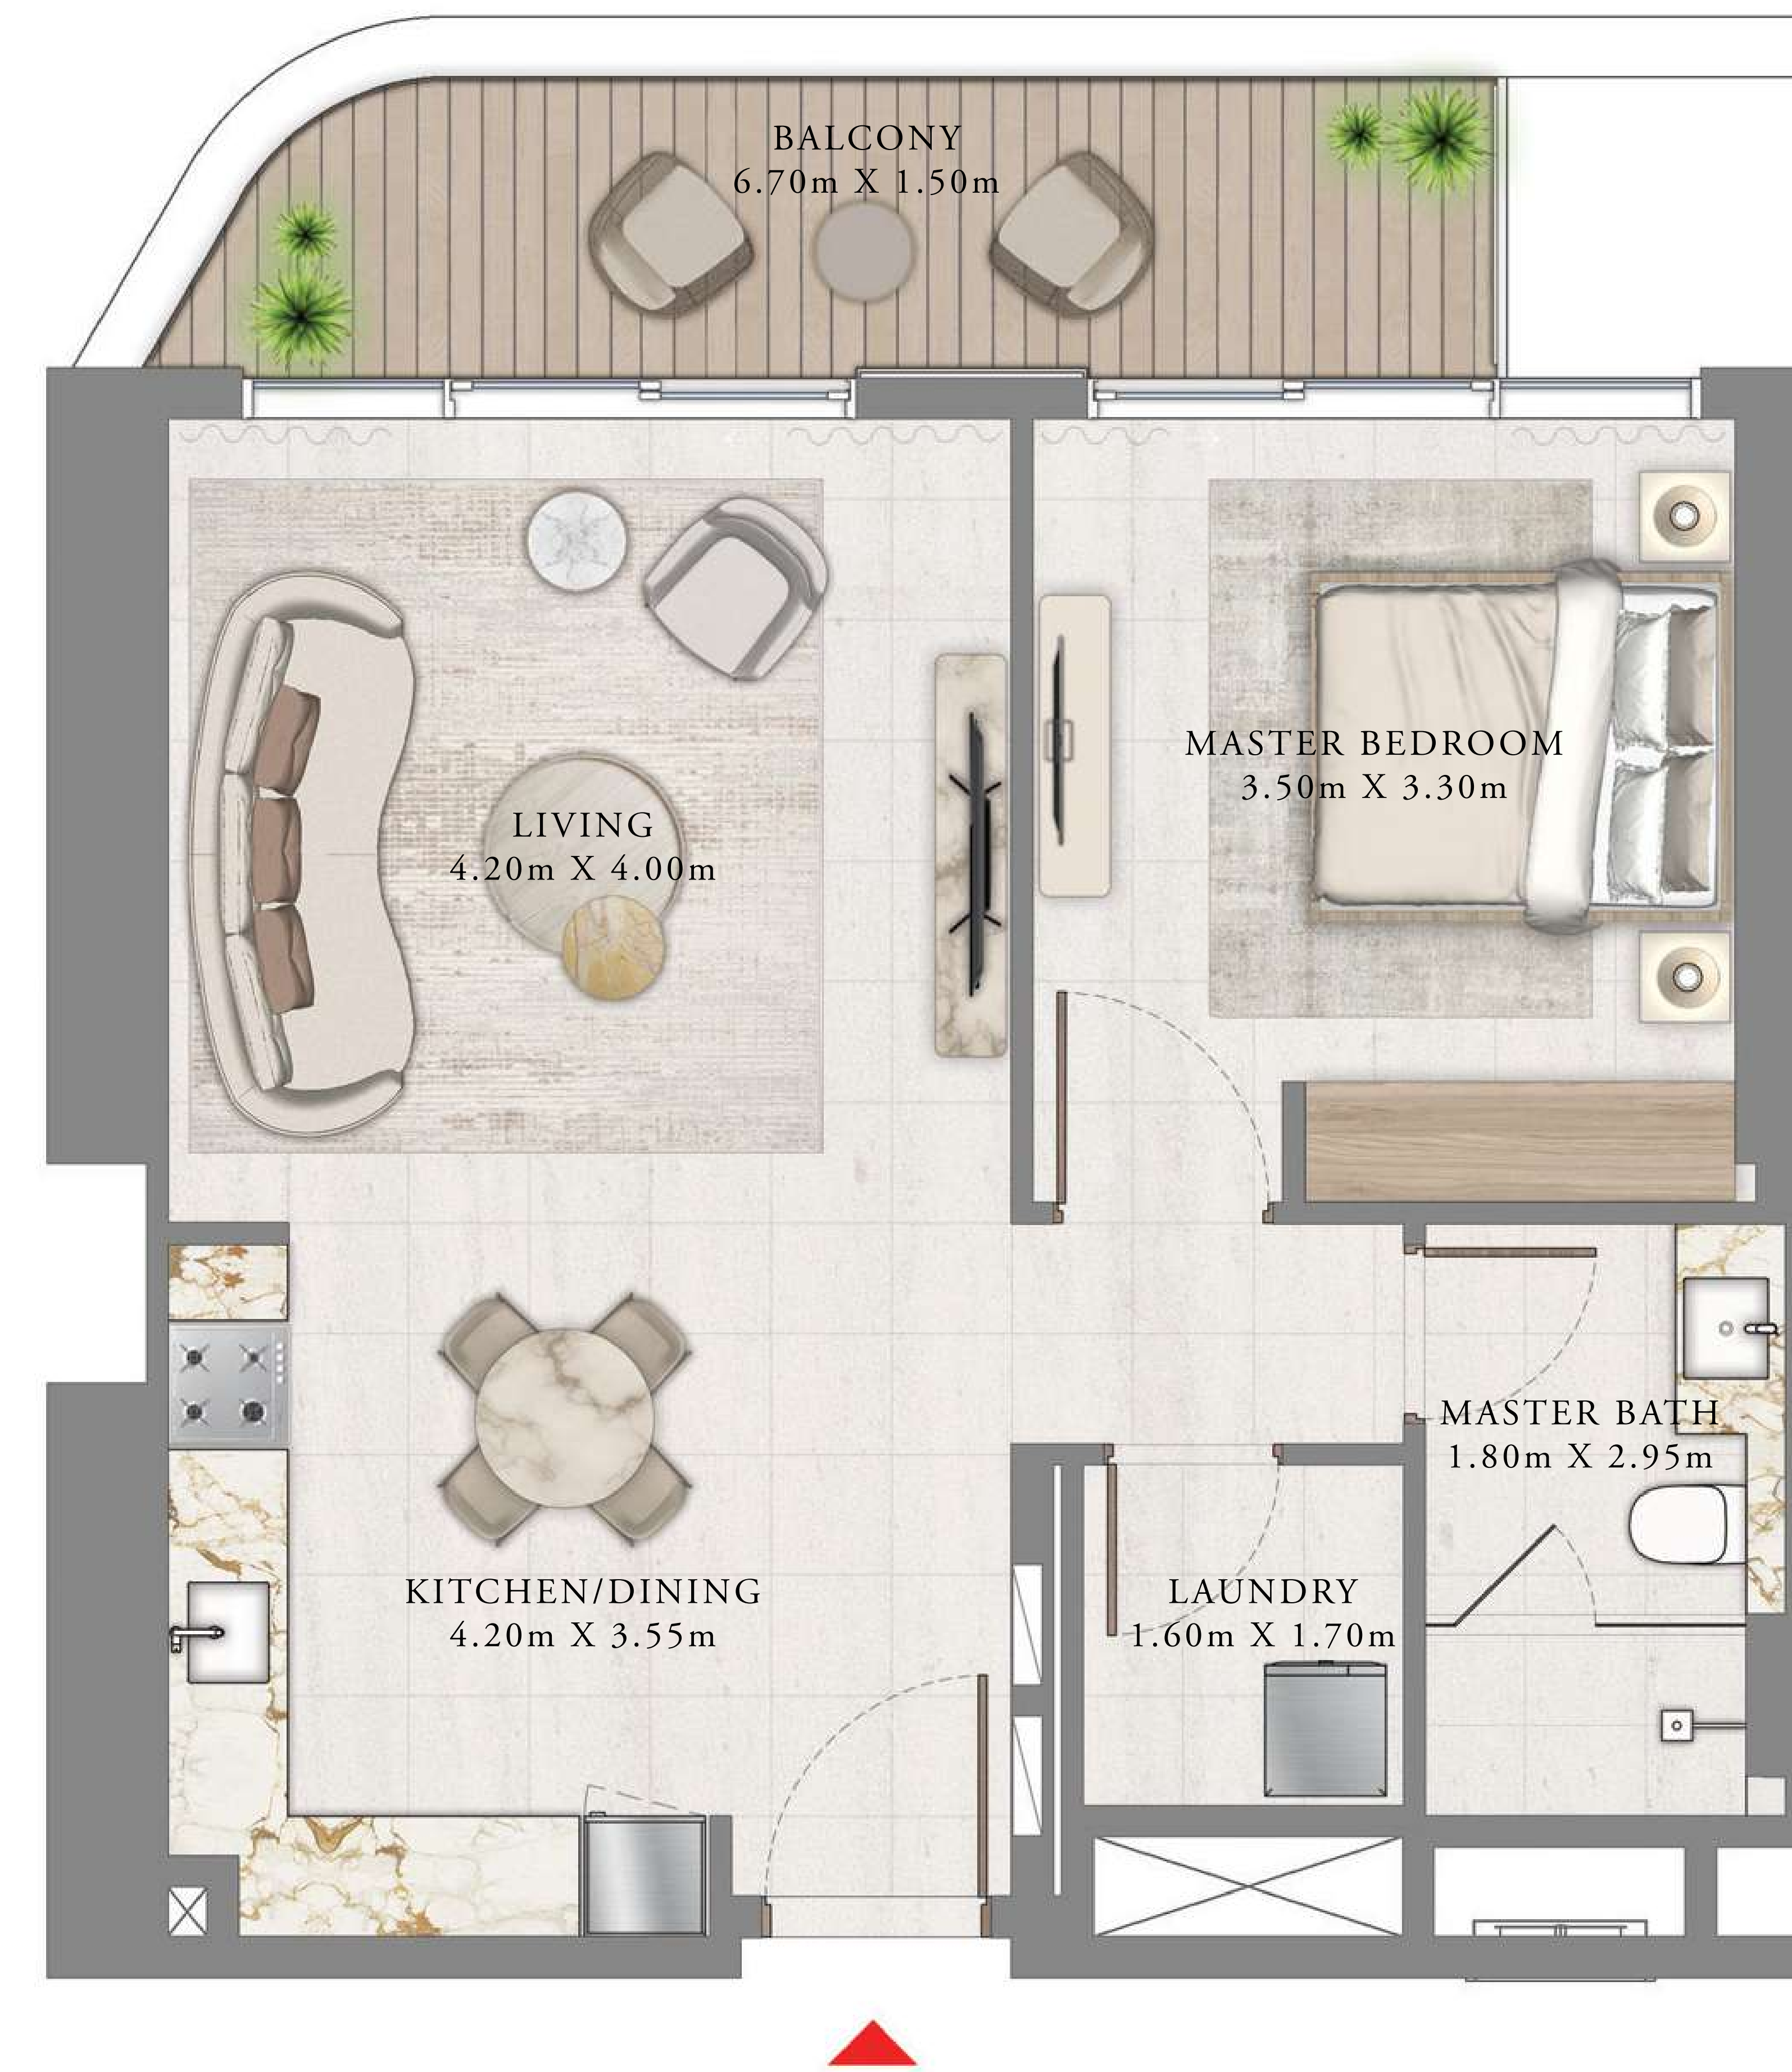 BALCONY
6.70m X 1.50m
MASTER BEDROOM
3.50m X 3.30m
LIVING
4.20m X 4.00m
MASTER BATH
1.80m X 2.95m
KITCHEN/DINING
4.20m X 3.55m
LAUNDRY
1.60m X 1.70m